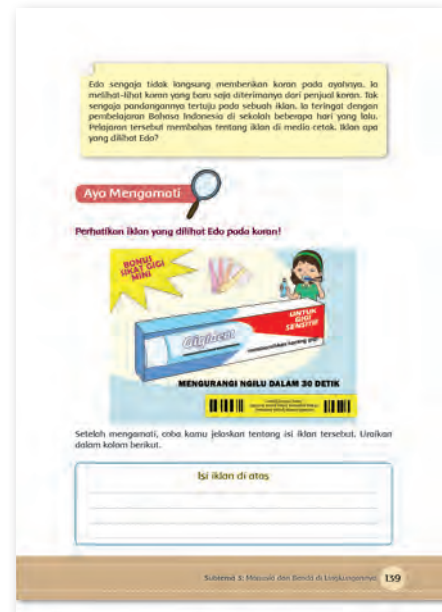 Edo sengaja tidak langsung memberikan koran pada ayahnya. Ia
melihat-lihat koran yang baru saja diterimanya dari penjual koran. Tak
sengaja pandangannya tertuju pada sebuah iklan. Ia teringat dengan
pembelajaran Bahasa Indonesia di sekolah beberapa hari yang lalu.
Pelajaran tersebut membahas tentang iklan di media cetak. Iklan apa
yang dilihat Edo?
Ayo Mengamati
Perhatikan iklan yang dilihat Edo pada koran!
BONUS
SIKAT GIGI
MINI
UNTUK
GIGI
SENSITIF
MENGURANGI NGILU DALAM 30 DETIK
Setelah mengamati, coba kamu jelaskan tentang isi iklan tersebut. Uraikan
dalam kolom berikut.
Isi iklan di atas
Subtema 3: Manusia dan Benda di Lingkungannya 139